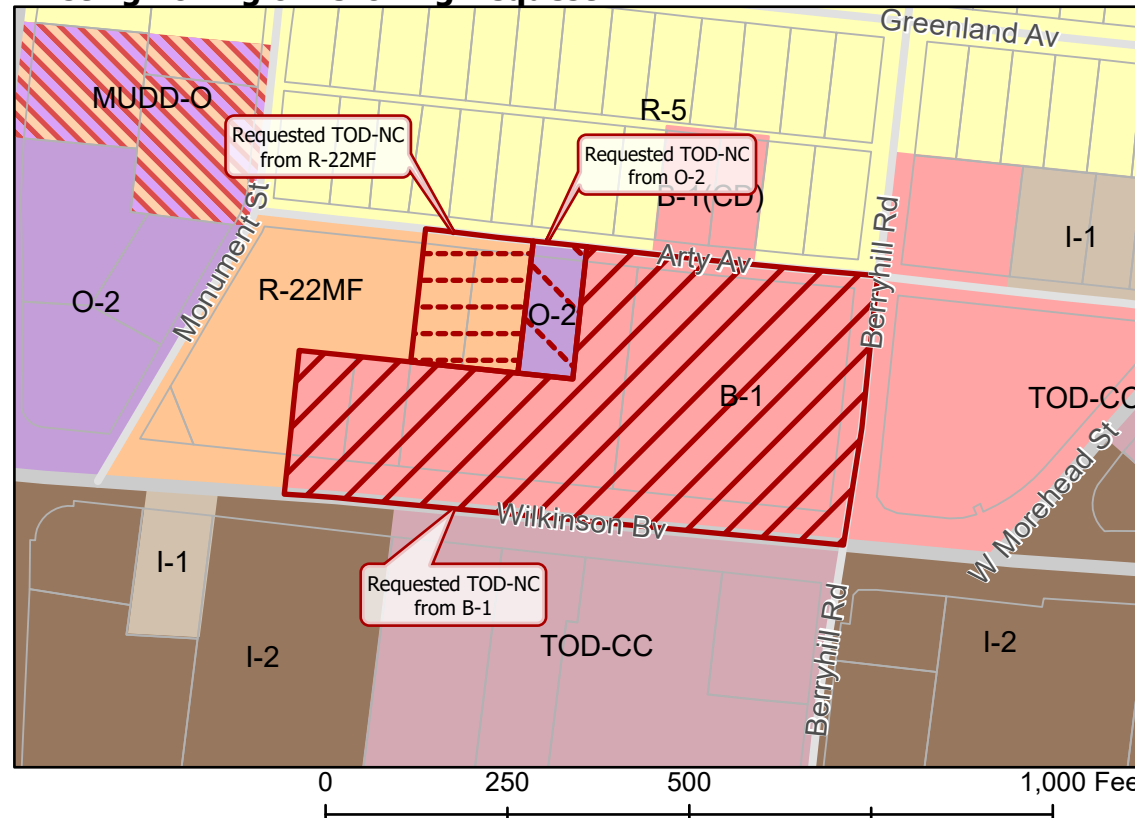 Greenland Av
MUDD-O
R-5
Requested TOD-NC
from R-22MF
Requested TOD-NC
from O-2
B-1(CD)
Monument St
Berryhill Rd
I-1
Arty Av
O-2
R-22MF
O-2
B-1
TOD-CC
W Morehead St
Wilkinson Bv
I-1
Requested TOD-NC
from B-1
I-2
TOD-CC
Berryhill Rd
I-2
0 250 500 1,000 Fee